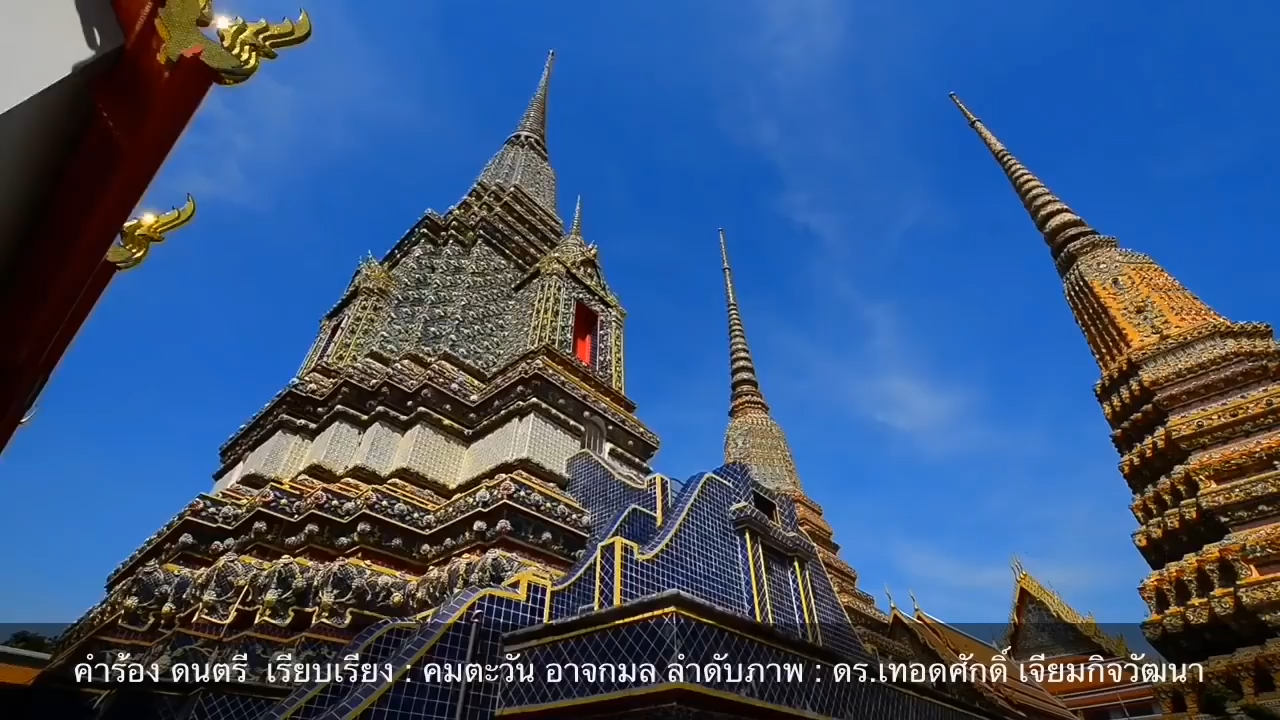 คำร้อง ดนตรี เรียบเรียง : คมตะวัน อาจกมล ลำดับภาพ : ดร.เทอดศักดิ์ เจียมกิจวัฒนา